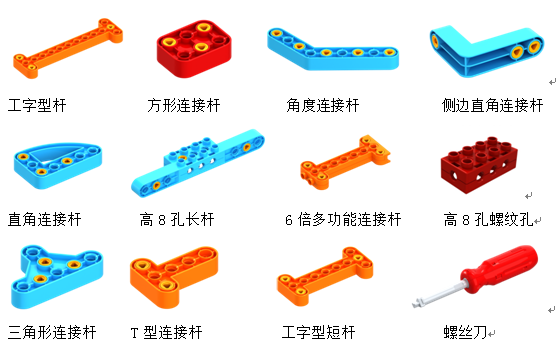 工字型杆 方形连接杆 角度连接杆 侧边直角连接杆
直角连接杆 高8孔长杆 6倍多功能连接杆 高8孔螺纹孔
三角形连接杆 T型连接杆 工字型短杆 螺丝刀